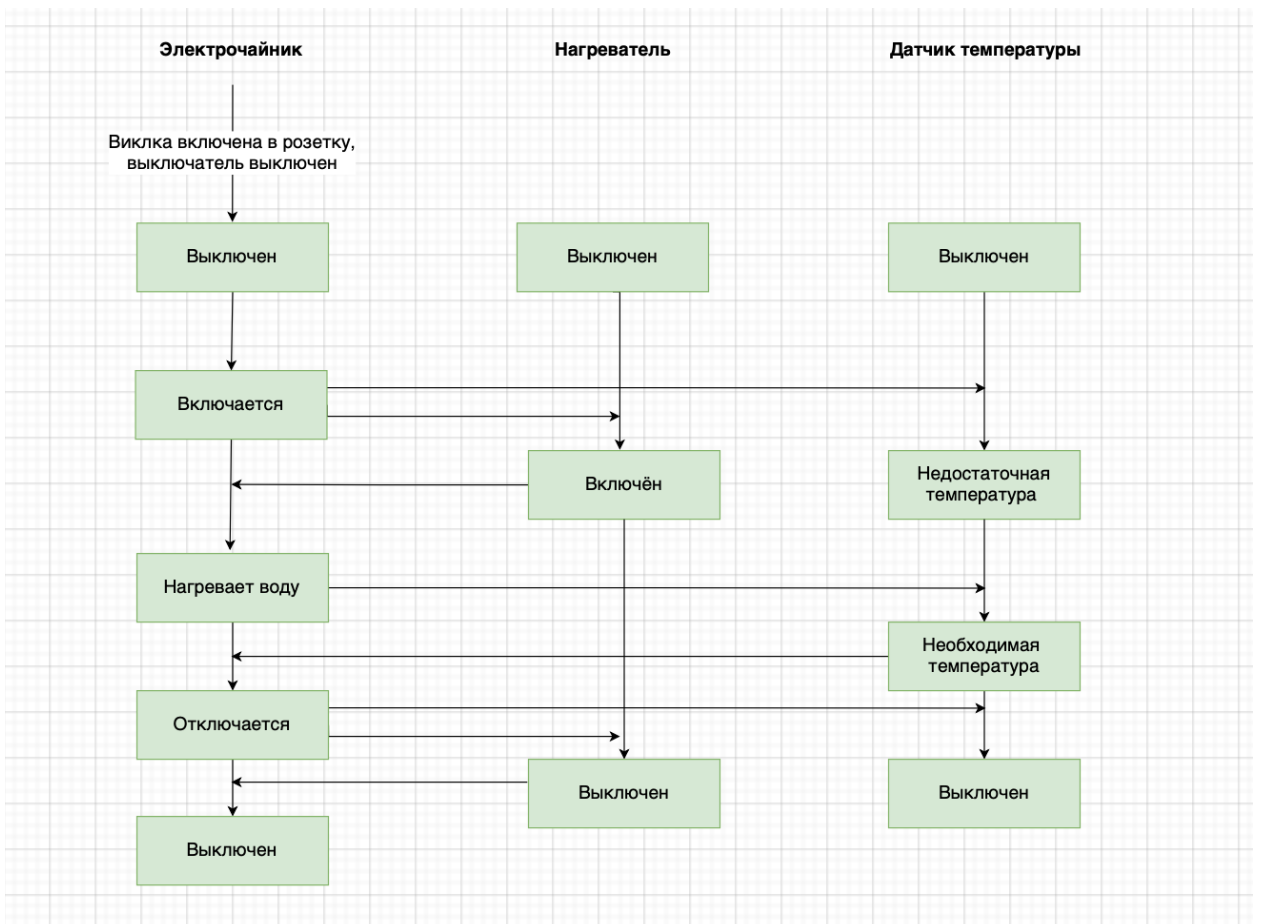 Электрочайник
Нагреватель
Датчик температуры
Виклка включена в розетку,
выключатель выключен
Выключен
Выключен
Выключен
Включается
Включён
Недостаточная
температура
Нагревает воду
Необходимая
температура
Отключается
Выключен
Выключен
Выключен